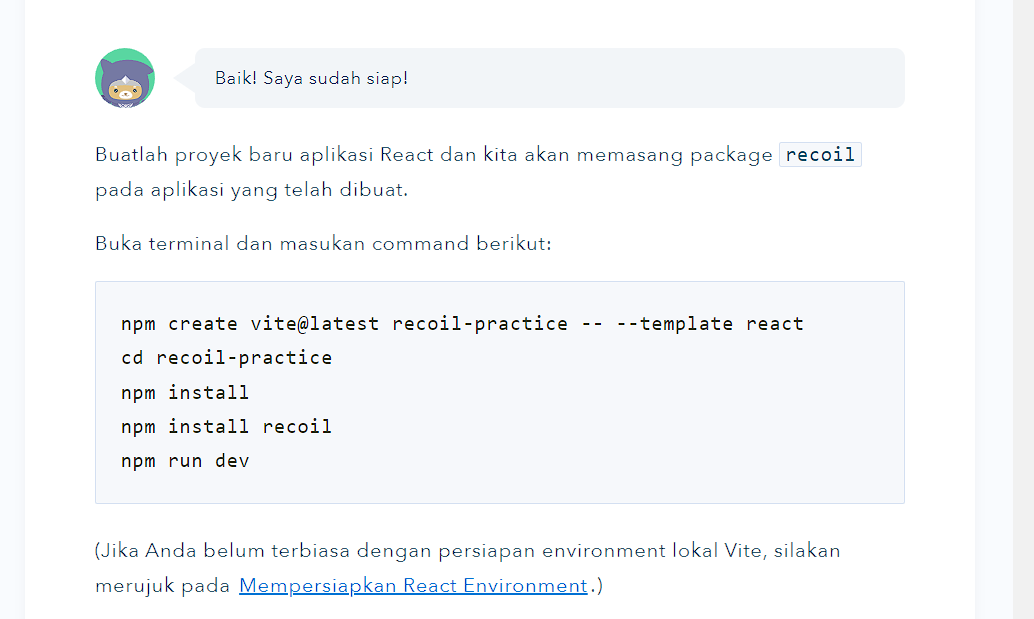 Baik! Saya sudah siap!
Buatlah proyek baru aplikasi React dan kita akan memasang package recoil
pada aplikasi yang telah dibuat.
Buka terminal dan masukan command berikut:
npm create vite@latest recoil-practice -- --template react
cd recoil-practice
npm install
npm install recoil
npm run dev
(Jika Anda belum terbiasa dengan persiapan environment lokal Vite, silakan
merujuk pada Mempersiapkan React Environment.)